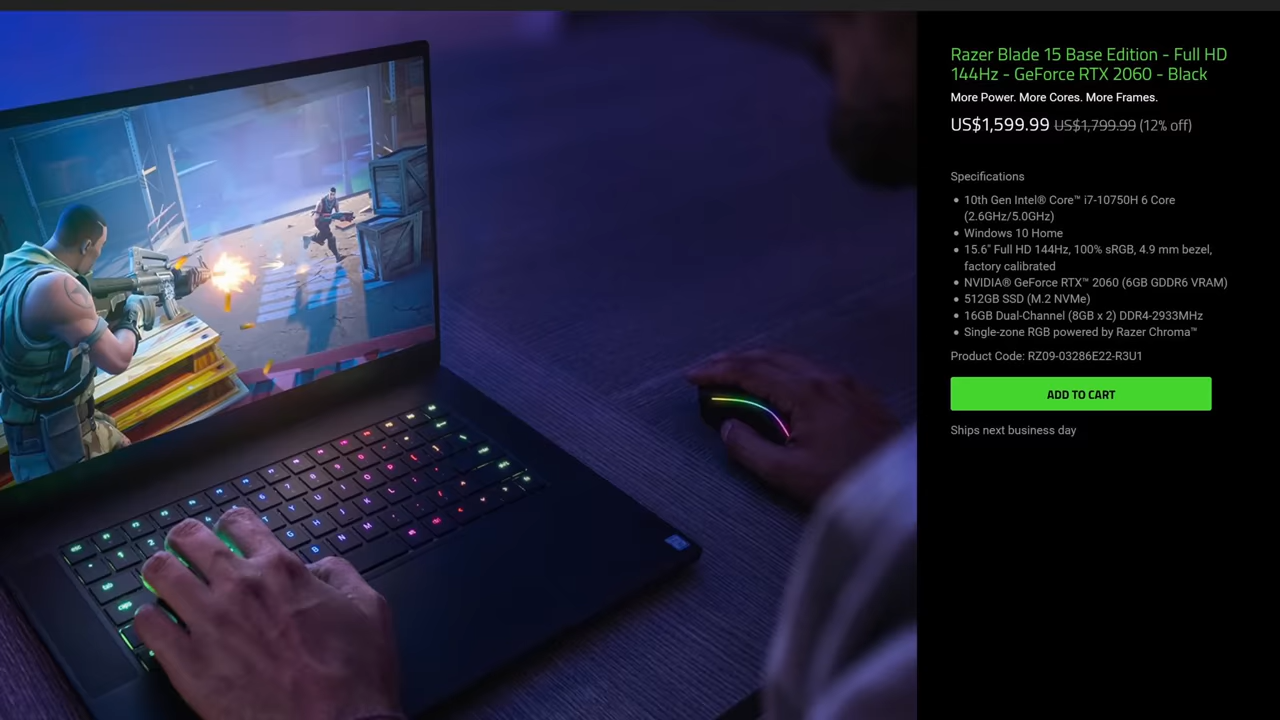 Razer Blade 15 Base Edition - Full HD
144Hz - GeForce RTX 2060 - Black
More Power. More Cores. More Frames.
US$1,599.99 US$1,799.99 (12% off)
Specifications
• 10th Gen Intel® Core™ i7-10750H 6 Core
(2.6GHz/5.0GHz)
• Windows 10 Home
• 15.6" Full HD 144Hz, 100% sRGB, 4.9 mm bezel,
factory calibrated
• NVIDIA® GeForce RTX™ 2060 (6GB GDDR6 VRAM)
• 512GB SSD (M.2 NVMe)
• 16GB Dual-Channel (8GB x 2) DDR4-2933MHz
• Single-zone RGB powered by Razer Chroma™
Product Code: RZ09-03286E22-R3U1
ADD TO CART
Ships next business day